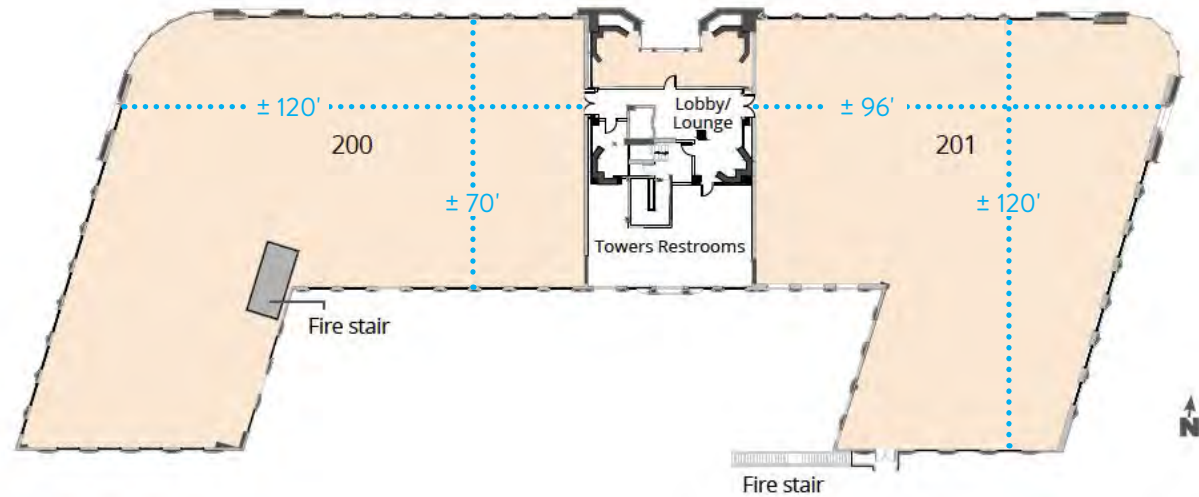 ± 120'
Lobby/
Lounge
± 96'
200
201
± 70'
± 120'
Towers Restrooms
Fire stair
N
Fire stair